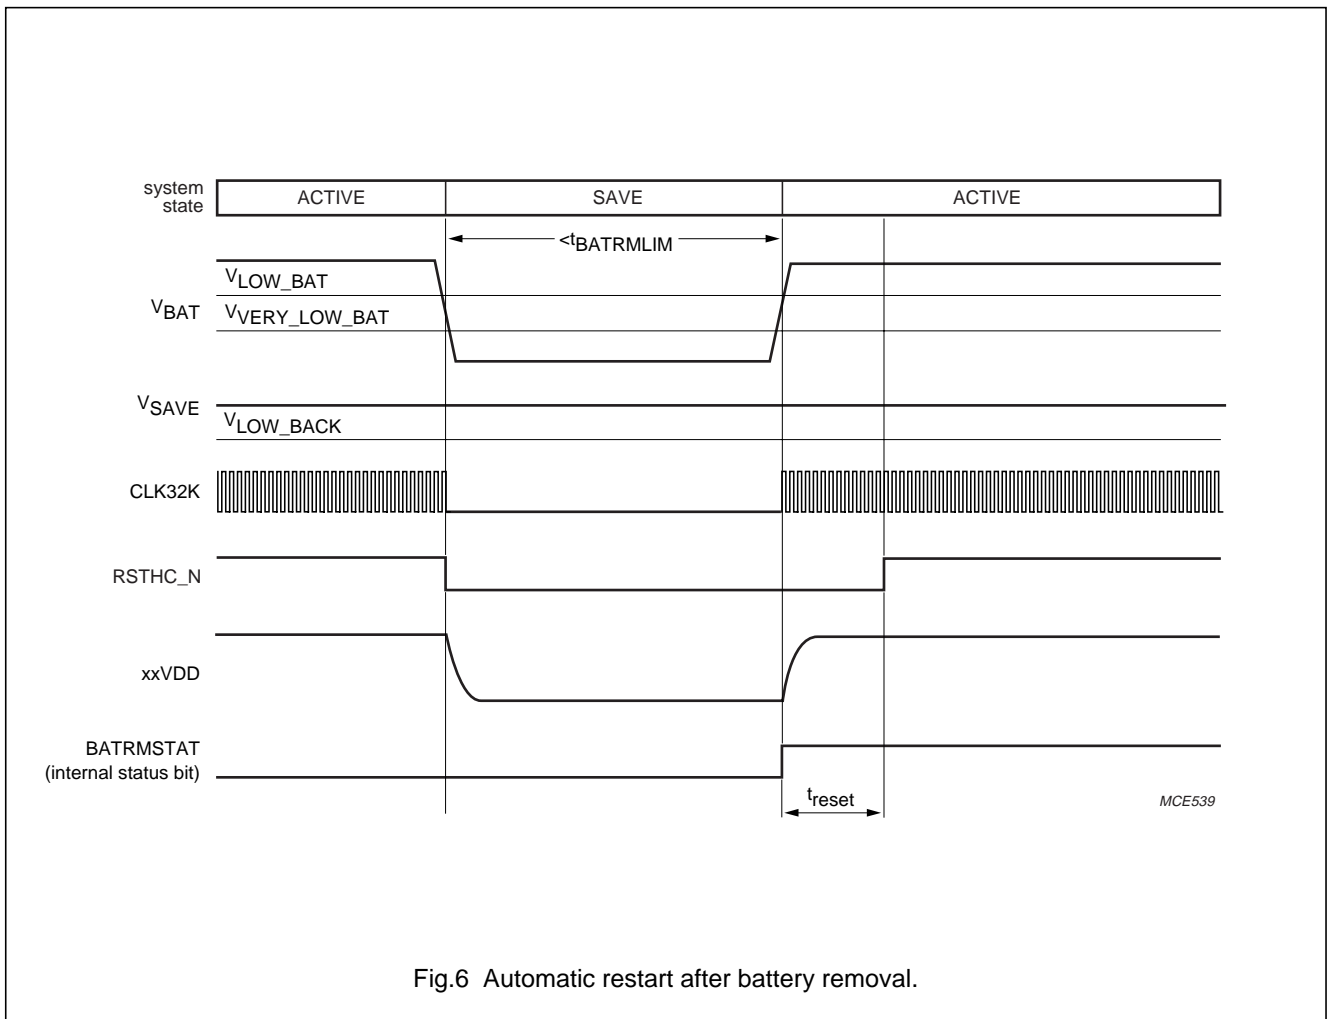 system
state
ACTIVE SAVE ACTIVE
<tBATRMLIM
VLOW_BAT
VBAT
VVERY_LOW_BAT
VSAVE
VLOW_BACK
CLK32K
RSTHC_N
xxVDD
BATRMSTAT
(internal status bit)
treset
MCE539
Fig.6 Automatic restart after battery removal.